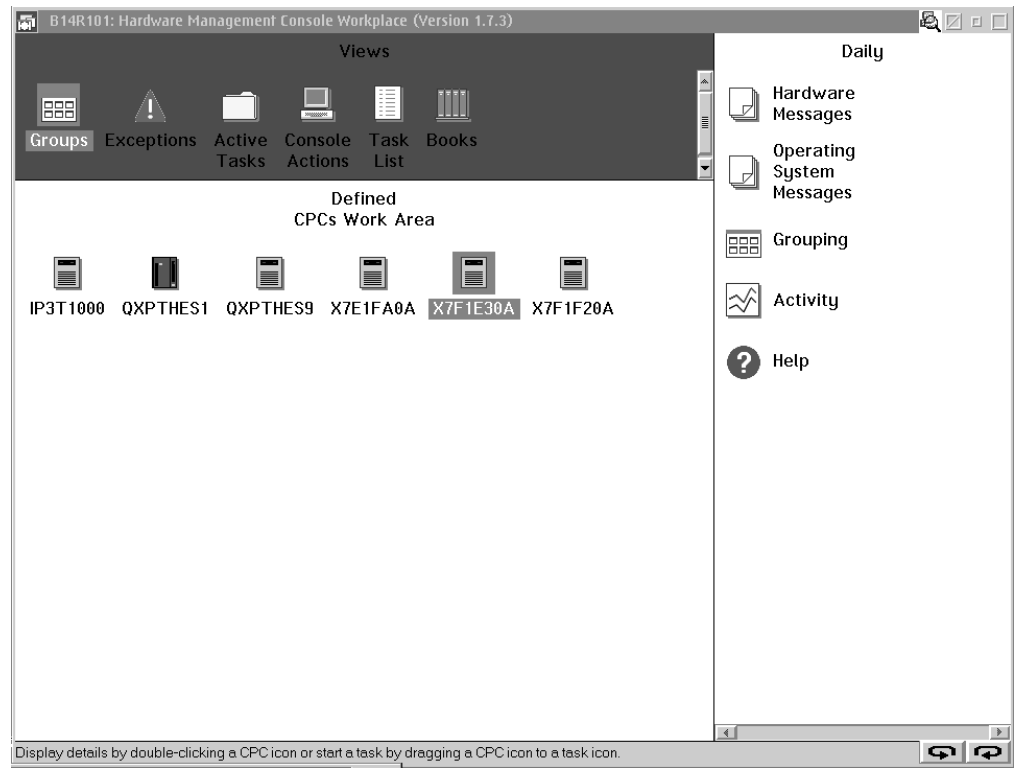 B14R101: Hardware Management Console Workplace (Version 1.7.3)
Views
Groups Exceptions Active Tasks Console Actions Task List Books
Defined
CPCs Work Area
IP3T1000 QXPTHES1 QXPTHES9 X7E1FA0A X7F1E30A X7F1F20A
Daily
Hardware
Messages
Operating
System
Messages
Grouping
Activity
? Help
Display details by double-clicking a CPC icon or start a task by dragging a CPC icon to a task icon.